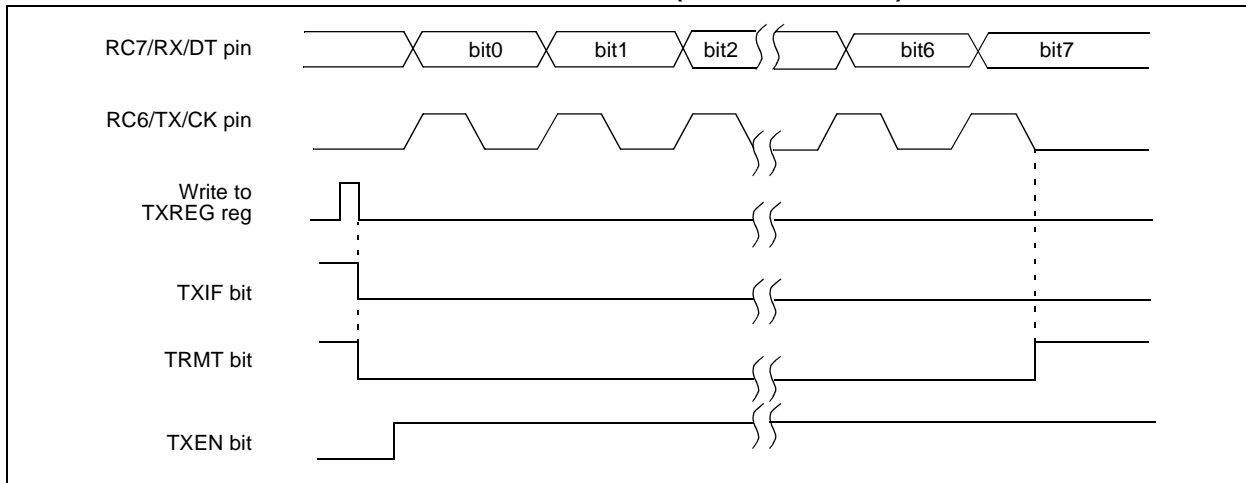 RC7/RX/DT pin
bit0 bit1 bit2 bit6 bit7
RC6/TX/CK pin
Write to
TXREG reg
TXIF bit
TRMT bit
TXEN bit